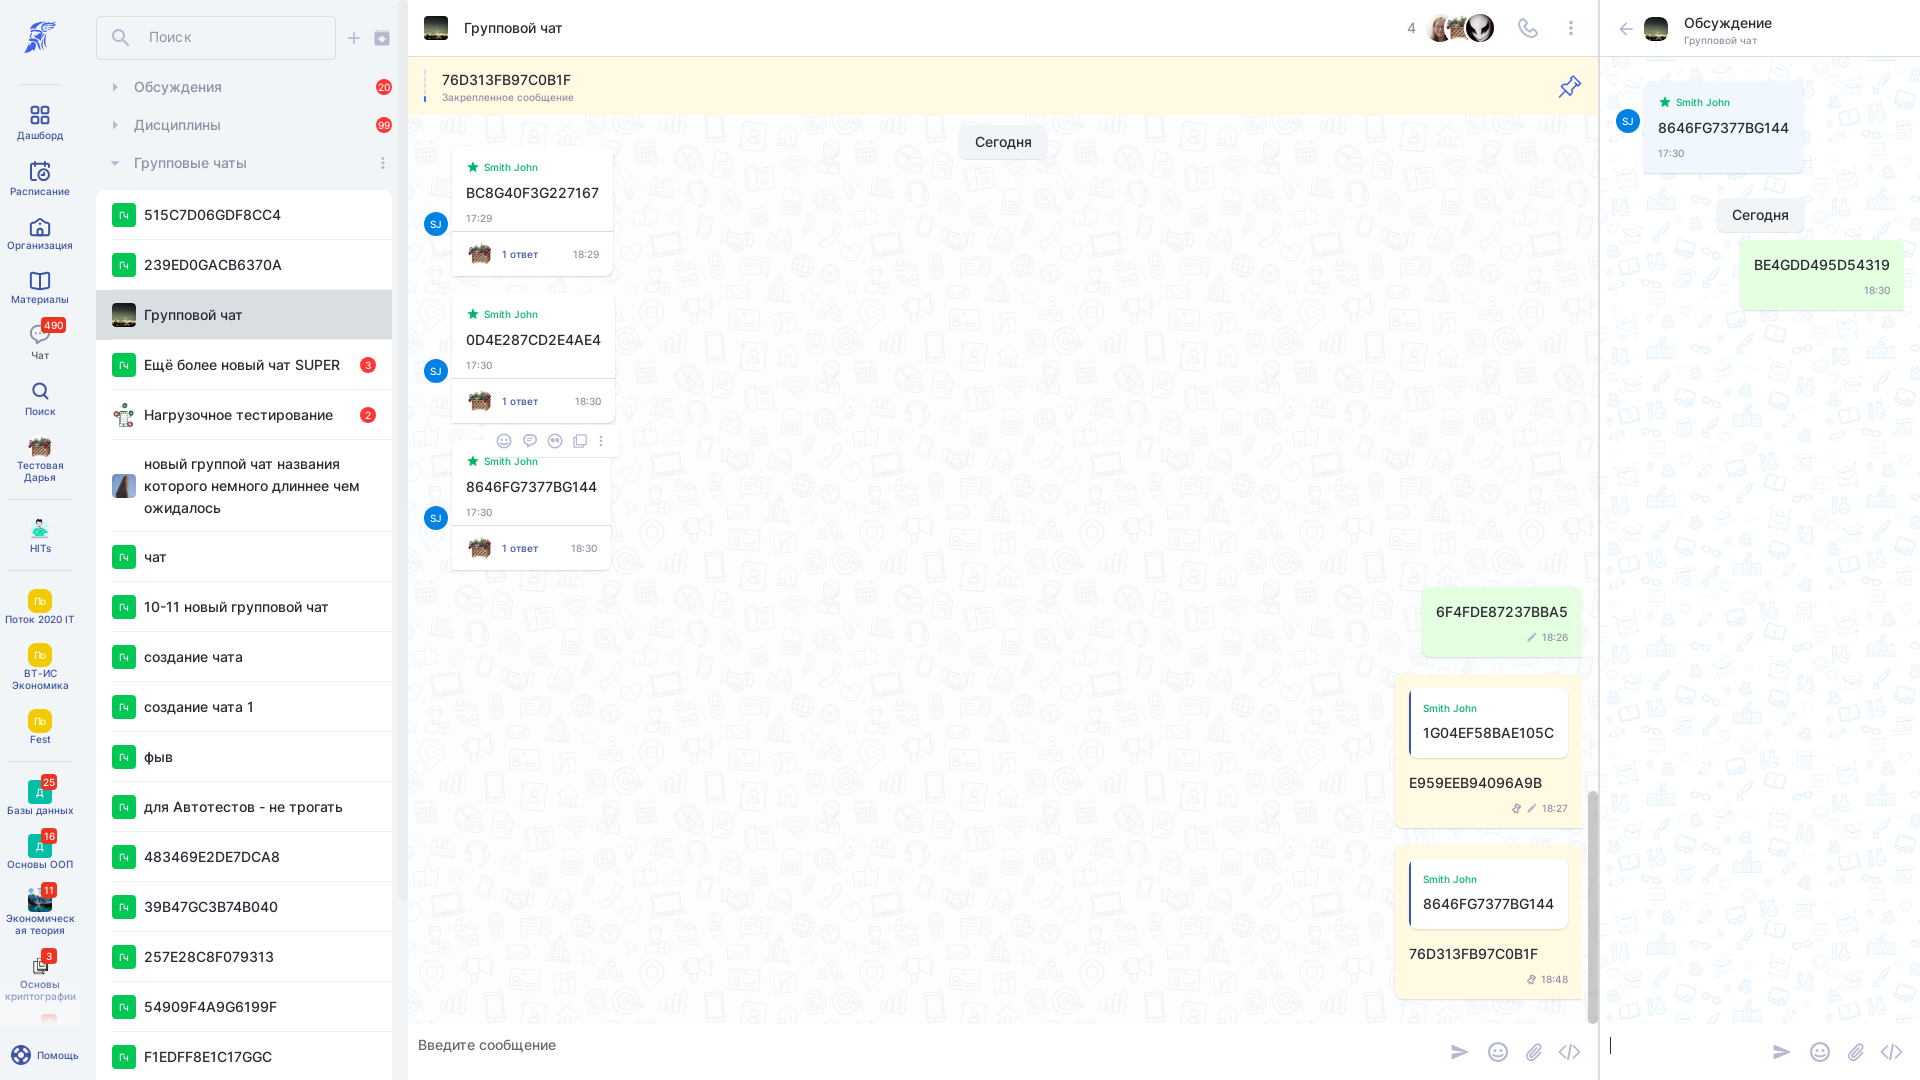 Дашборд
Расписание
Организация
Материалы
490
Чат
Поиск
Тестовая
Дарья
HITs
По
Поток 2020 IT
По
ВТ-ИС
Экономика
По
Fest
25
Д
Базы данных
16
Д
Основы ООП
11
Экономическ
ая теория
3
Основы
криптографии
Помощь
Поиск
Обсуждения
20
Дисциплины
99
Групповые чаты
Гч
515C7D06GDF8CC4
Гч
239ED0GACB6370A
Групповой чат
Гч
Ещё более новый чат SUPER
3
Нагрузочное тестирование
2
новый группой чат названия
которого немного длиннее чем
ожидалось
Гч
чат
Гч
10-11 новый групповой чат
Гч
создание чата
Гч
создание чата 1
Гч
фыв
Гч
для Автотестов - не трогать
Гч
483469E2DE7DCA8
Гч
39B47GC3B74B040
Гч
257E28C8F079313
Гч
54909F4A9G6199F
Гч
F1EDFF8E1C17GGC
Групповой чат
4
76D313FB97C0B1F
Закрепленное сообщение
Сегодня
Smith John
BC8G40F3G227167
17:29
SJ
1 ответ
18:29
Smith John
0D4E287CD2E4AE4
17:30
SJ
1 ответ
18:30
Smith John
8646FG7377BG144
17:30
SJ
1 ответ
18:30
6F4FDE87237BBA5
18:26
Smith John
1G04EF58BAE105C
E959EEB94096A9B
18:27
Smith John
8646FG7377BG144
76D313FB97C0B1F
18:48
Введите сообщение
Обсуждение
Групповой чат
Smith John
SJ
8646FG7377BG144
17:30
Сегодня
BE4GDD495D54319
18:30